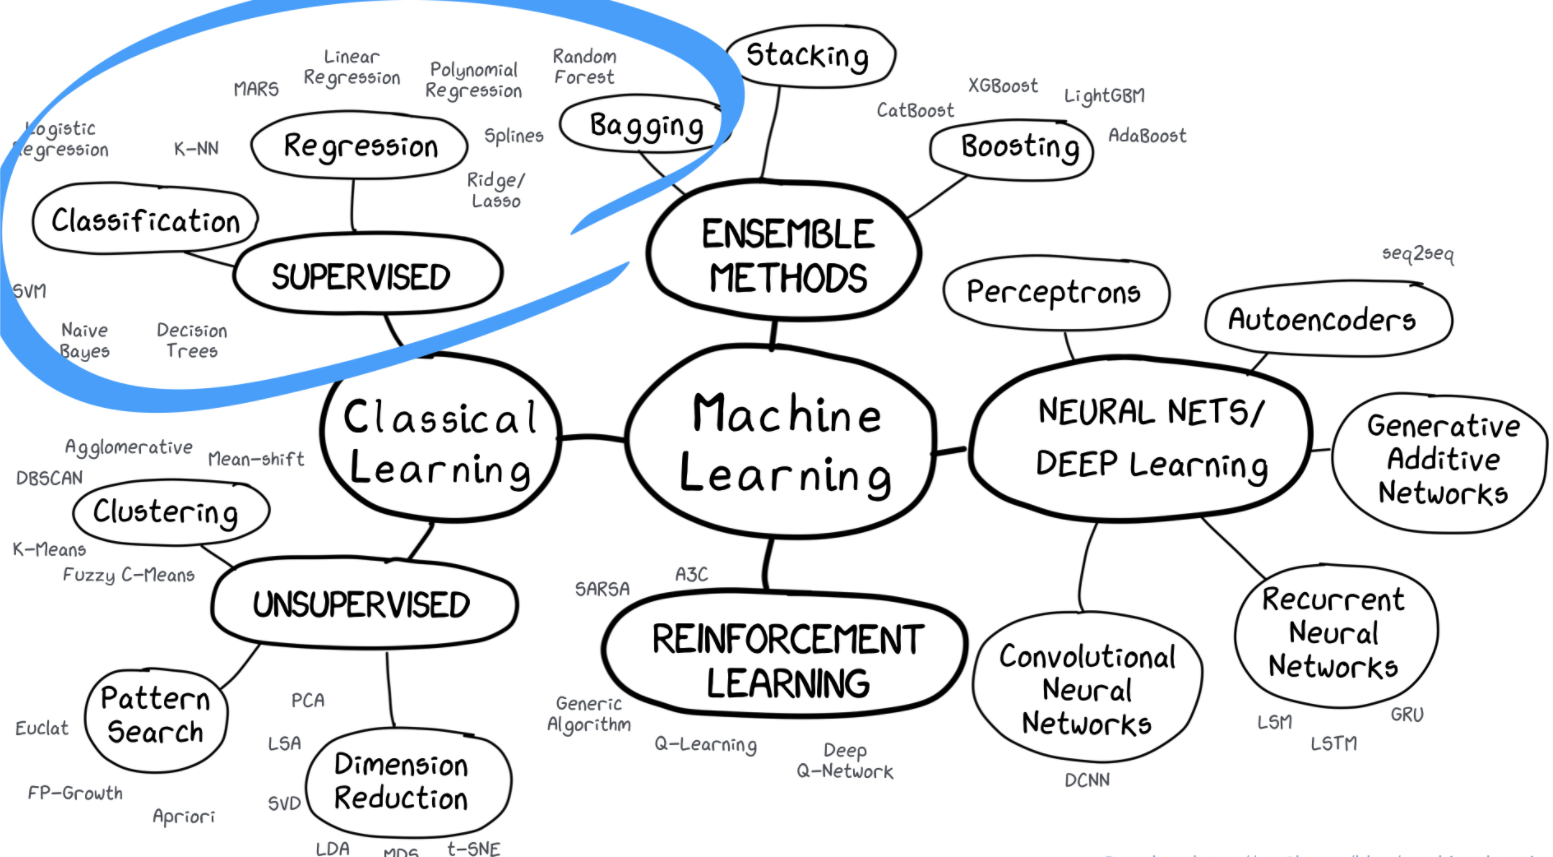 Stacking
Linear
Regression
Polynomial
Regression
Random
Forest
MARS
XGBoost
LightGBM
CatBoost
AdaBoost
Bagging
Boosting
Logistic
Regression
K-NN
Regression
Splines
Ridge/
Lasso
Classification
SUPERVISED
SVM
Naive
Bayes
Decision
Trees
ENSEMBLE
METHODS
Perceptrons
seq2seq
Autoencoders
Classical
Learning
Machine
Learning
NEURAL NETS/
DEEP Learning
Generative
Additive
Networks
Agglomerative
Mean-shift
DBSCAN
Clustering
K-Means
Fuzzy C-Means
UNSUPERVISED
SARSA
A3C
REINFORCEMENT
LEARNING
Generic
Algorithm
Q-Learning
Deep
Q-Network
Convolutional
Neural
Networks
DCNN
Recurrent
Neural
Networks
LSM
LSTM
GRU
Pattern
Search
Euclat
FP-Growth
Apriori
PCA
LSA
SVD
Dimension
Reduction
LDA
MDS
t-SNE